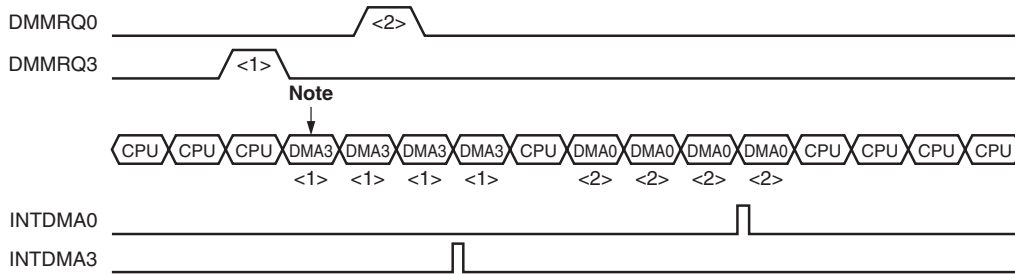 DMMRQ0 <2>
DMMRQ3 <1>
Note
CPU CPU CPU DMA3 DMA3 DMA3 DMA3 CPU DMA0 DMA0 DMA0 DMA0 CPU CPU CPU CPU
<1> <1> <1> <1> <2> <2> <2> <2>
INTDMA0
INTDMA3